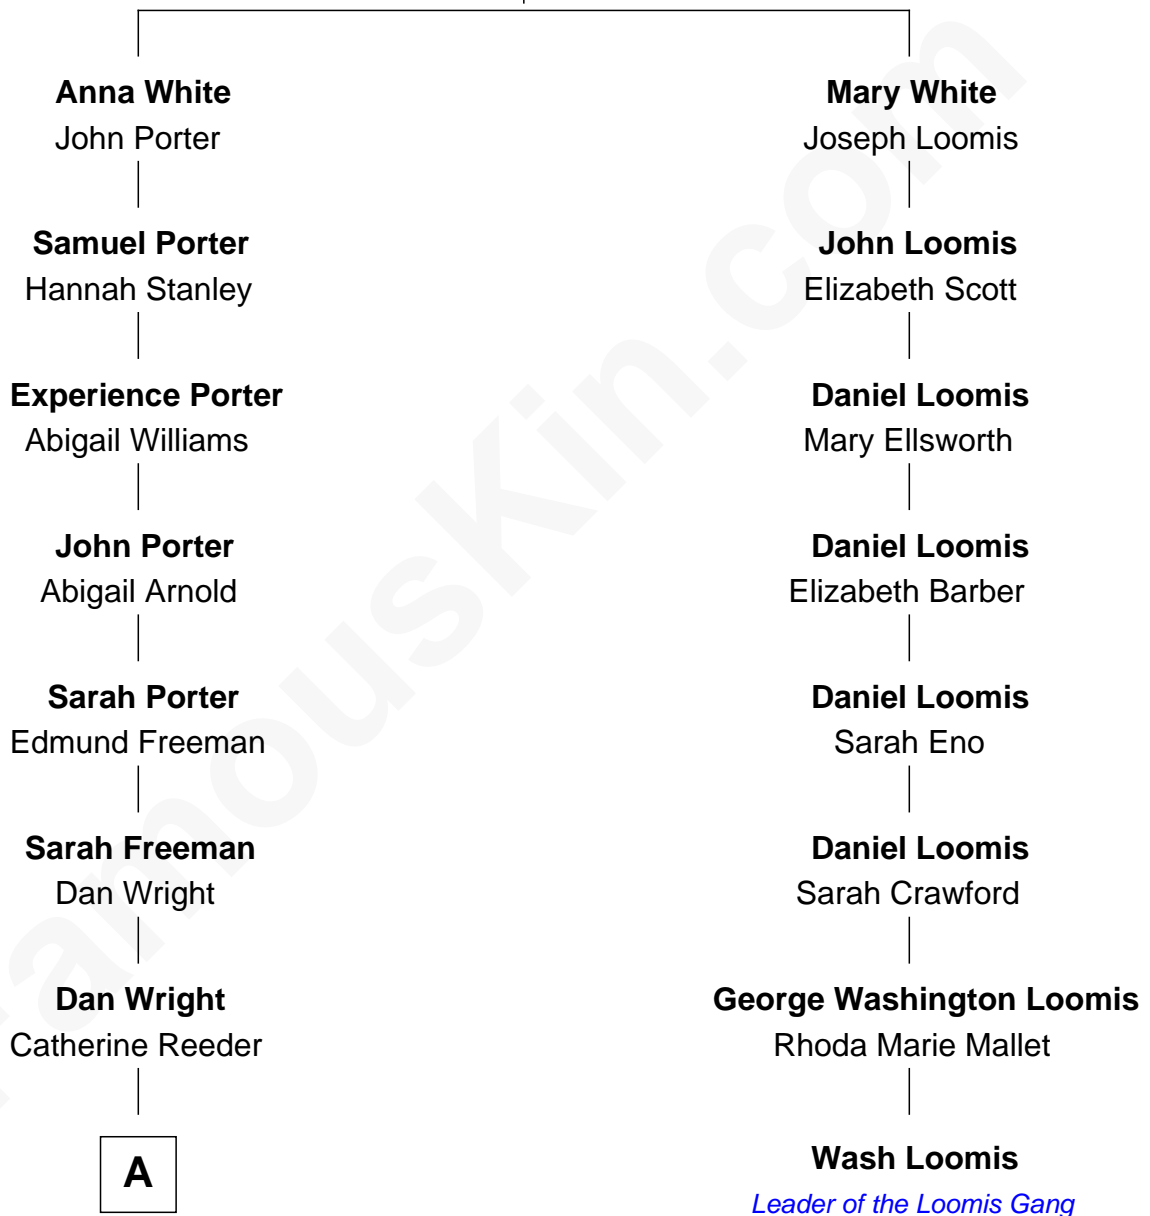 Anna White
John Porter
Mary White
Joseph Loomis
Samuel Porter
Hannah Stanley
John Loomis
Elizabeth Scott
Experience Porter
Abigail Williams
Daniel Loomis
Mary Ellsworth
John Porter
Abigail Arnold
Daniel Loomis
Elizabeth Barber
Sarah Porter
Edmund Freeman
Daniel Loomis
Sarah Eno
Sarah Freeman
Dan Wright
Daniel Loomis
Sarah Crawford
Dan Wright
Catherine Reeder
George Washington Loomis
Rhoda Marie Mallet
A
Wash Loomis
Leader of the Loomis Gang
FamousKin.com